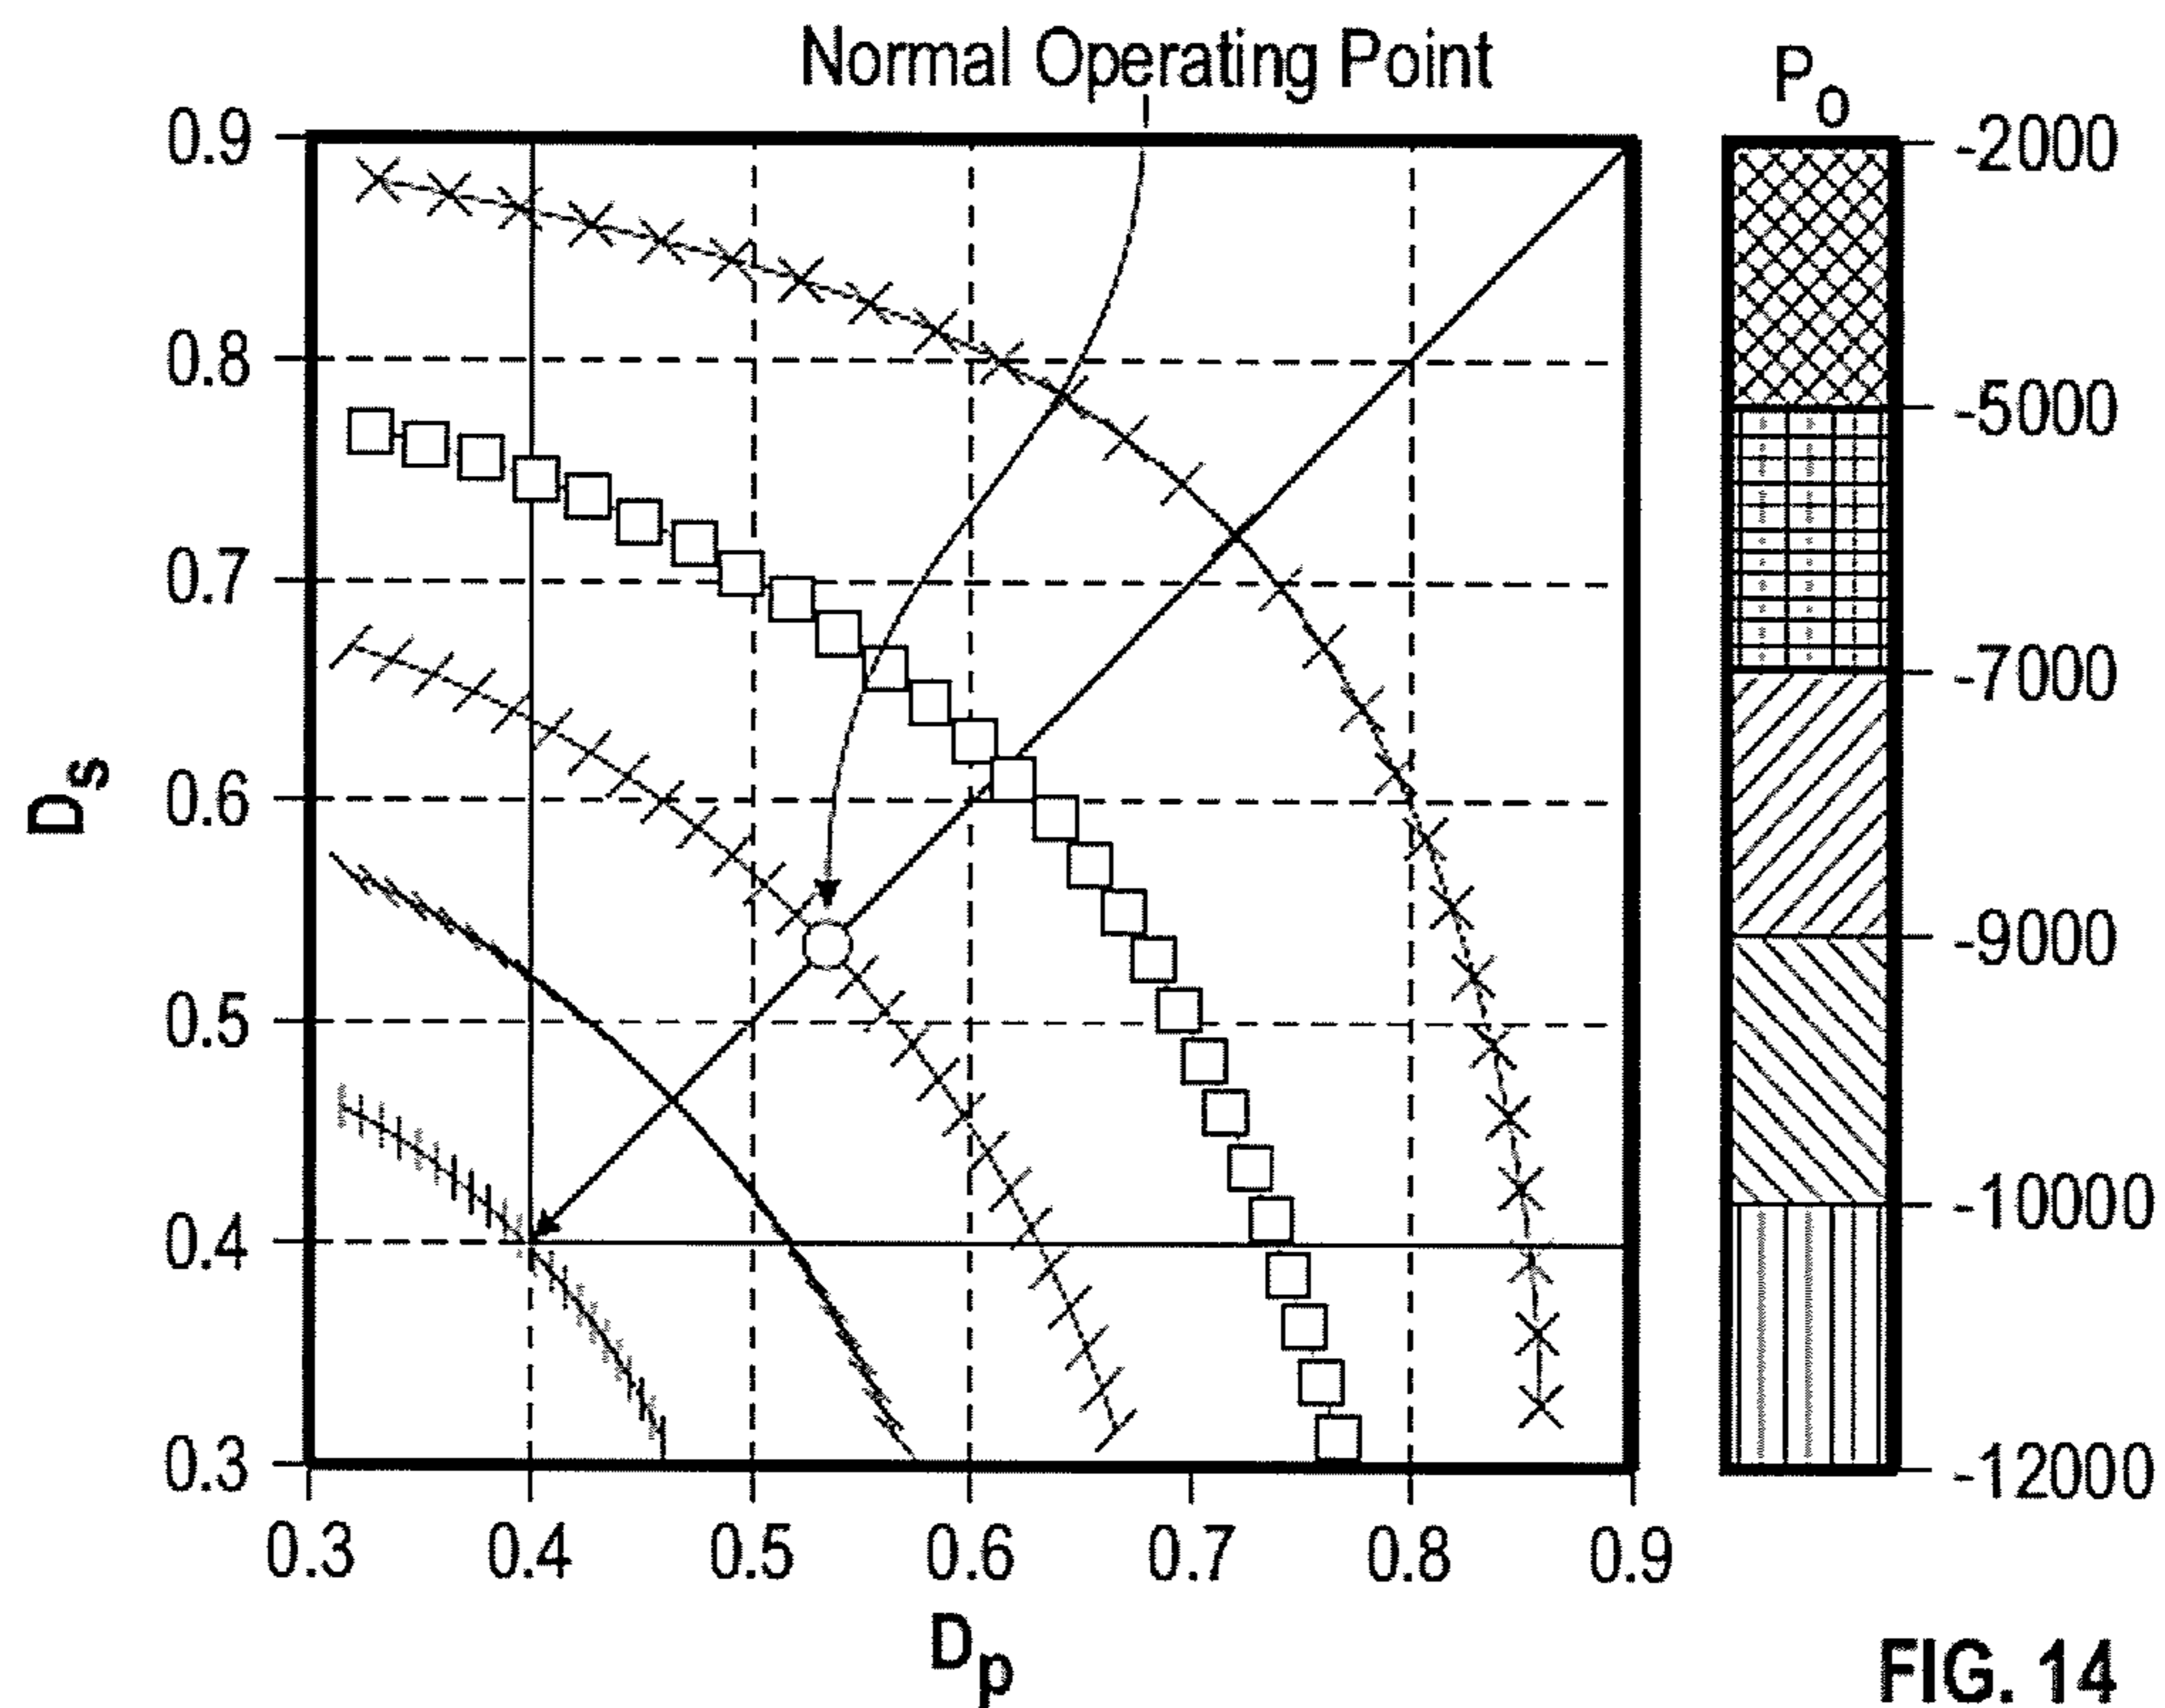 Normal Operating Point
P₀
0.9
0.8
0.7
0.6
0.5
0.4
0.3
Dₛ
0.3 0.4 0.5 0.6 0.7 0.8 0.9
Dₚ
-2000
-5000
-7000
-9000
-10000
-12000
FIG. 14